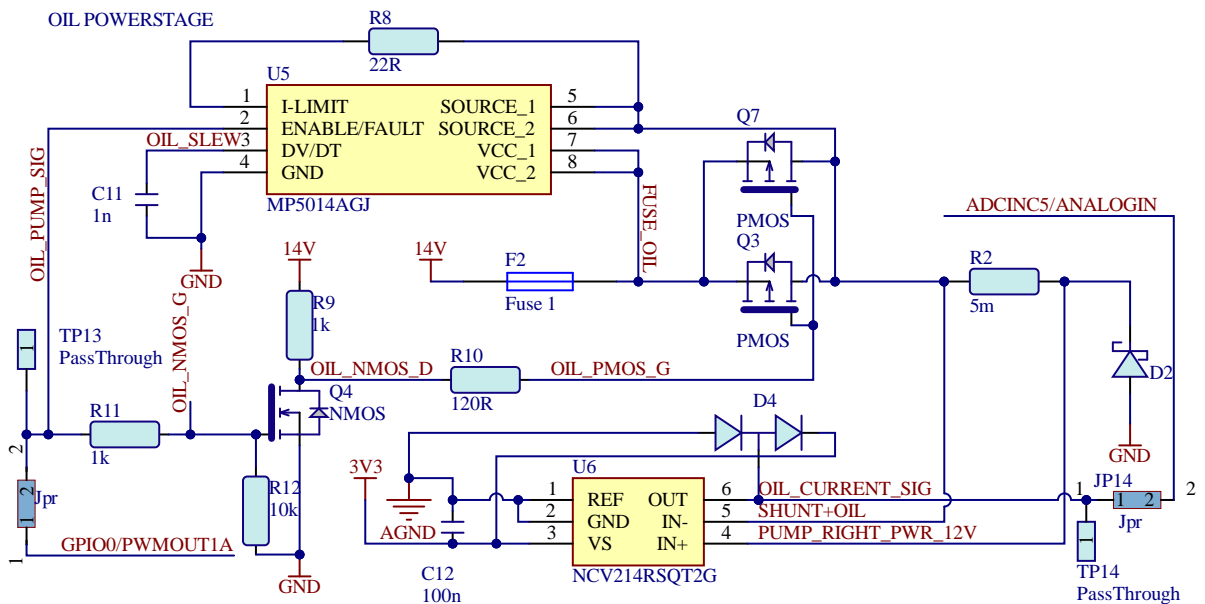 OIL POWERSTAGE
R8
22R
U5
1 I-LIMIT SOURCE_1 5
2 ENABLE/FAULT SOURCE_2 6
OIL_SLEW 3 DV/DT VCC_1 7
4 GND VCC_2 8
MP5014AGJ
C11
1n
GND
OIL_PUMP_SIG
OIL_NMOS_G
FUSE_OIL
Q7
PMOS
Q3
PMOS
ADCINC5/ANALOGIN
14V
14V
F2
Fuse 1
R2
5m
R9
1k
TP13
1
PassThrough
OIL_NMOS_D
R10
120R
OIL_PMOS_G
Q4
NMOS
D2
GND
R11
1k
D4
2
2
1
Jpr
1
R12
10k
GPIO0/PWMOUT1A
GND
3V3
AGND
C12
100n
U6
1 REF OUT 6 OIL_CURRENT_SIG
2 GND IN- 5 SHUNT+OIL
3 VS IN+ 4 PUMP_RIGHT_PWR_12V
NCV214RSQT2G
JP14
1 1 2 2
Jpr
1
TP14
PassThrough